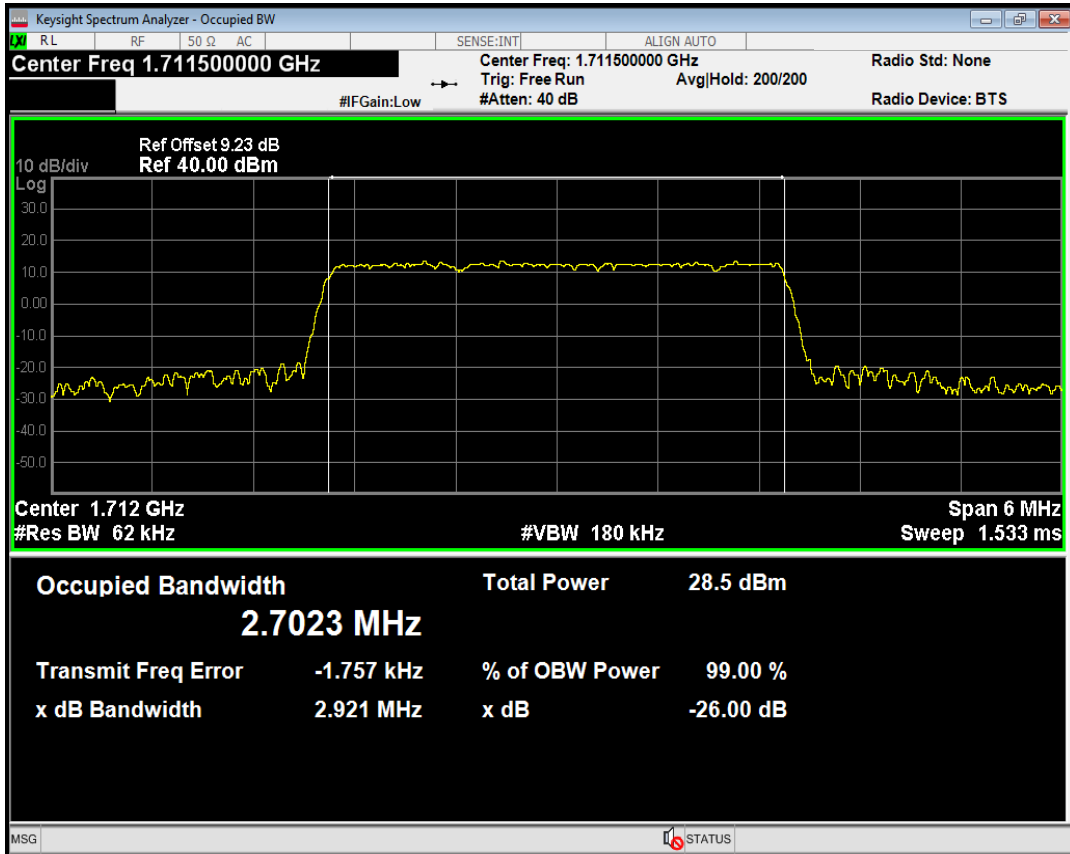 Keysight Spectrum Analyzer - Occupied BW
LXI RL RF 50 Ω AC SENSE:INT ALIGN AUTO
Center Freq 1.711500000 GHz
Center Freq: 1.711500000 GHz
Radio Std: None
Trig: Free Run Avg|Hold: 200/200
#IFGain:Low #Atten: 40 dB
Radio Device: BTS
Ref Offset 9.23 dB
10 dB/div Ref 40.00 dBm
Log
30.0
20.0
10.0
0.00
-10.0
-20.0
-30.0
-40.0
-50.0
Center 1.712 GHz Span 6 MHz
#Res BW 62 kHz #VBW 180 kHz Sweep 1.533 ms
Occupied Bandwidth Total Power 28.5 dBm
2.7023 MHz
Transmit Freq Error -1.757 kHz % of OBW Power 99.00 %
x dB Bandwidth 2.921 MHz x dB -26.00 dB
MSG STATUS